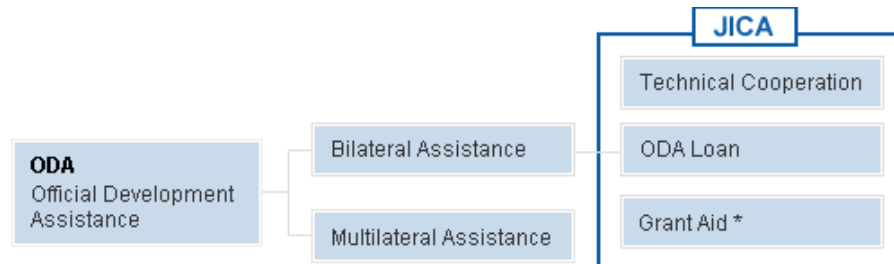 JICA
Technical Cooperation
ODA
Official Development
Assistance
Bilateral Assistance
ODA Loan
Multilateral Assistance
Grant Aid *